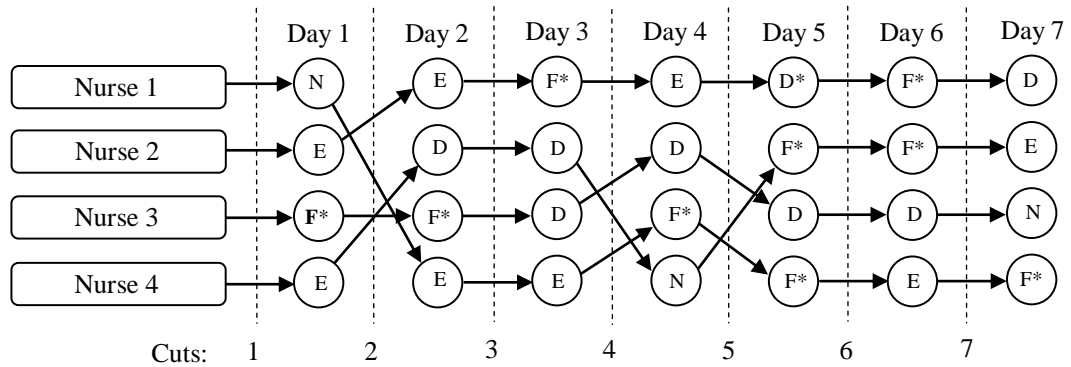 Day 1 Day 2 Day 3 Day 4 Day 5 Day 6 Day 7
Nurse 1 N E F* E D* F* D
Nurse 2 E D D D F* F* E
Nurse 3 F* F* D F* D D N
Nurse 4 E E E N F* E F*
Cuts: 1 2 3 4 5 6 7